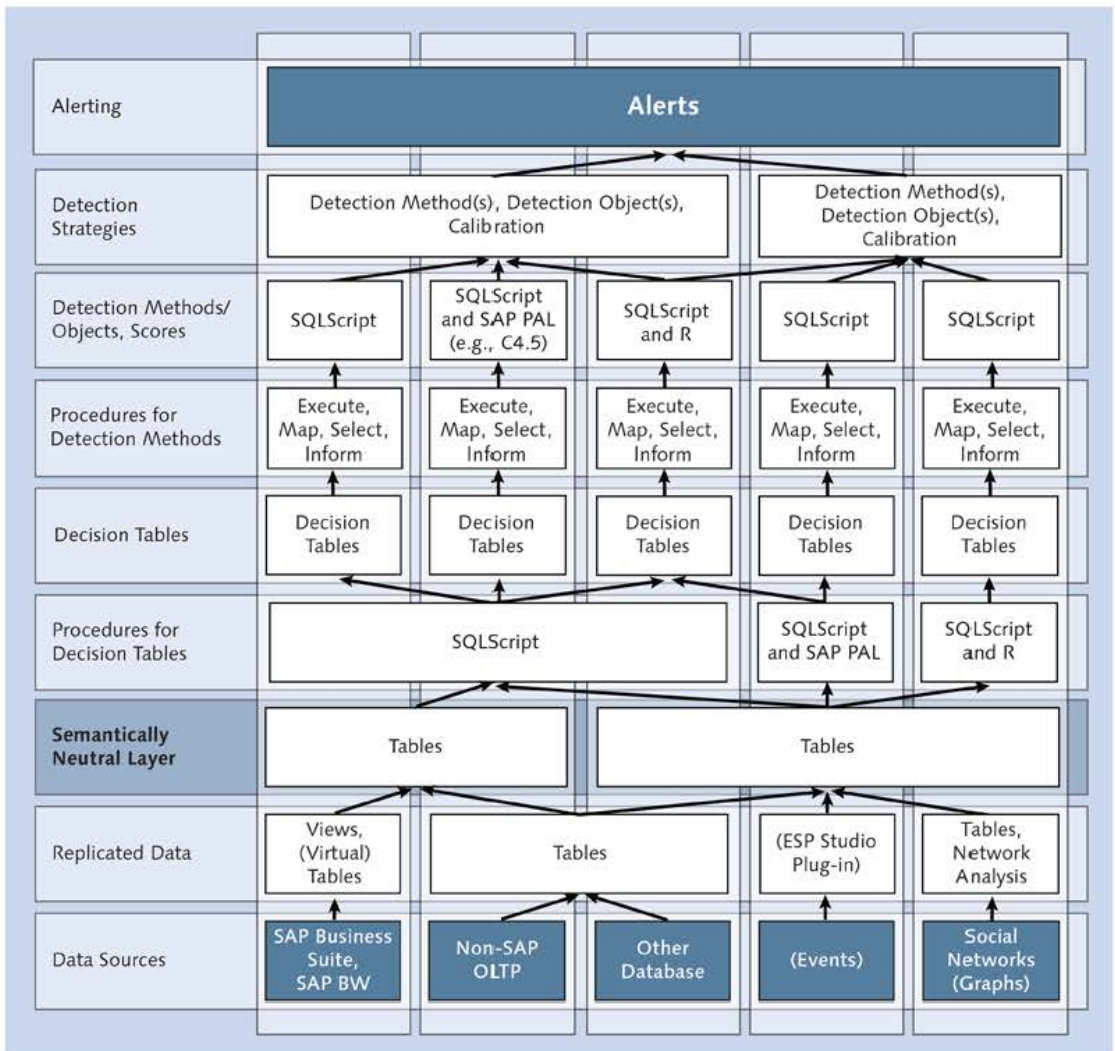 Alerting
Alerts
Detection
Strategies
Detection Method(s), Detection Object(s),
Calibration
Detection Method(s),
Detection Object(s),
Calibration
Detection Methods/
Objects, Scores
SQLScript
SQLScript
and SAP PAL
(e.g., C4.5)
SQLScript
and R
SQLScript
SQLScript
Procedures for
Detection Methods
Execute,
Map, Select,
Inform
Execute,
Map, Select,
Inform
Execute,
Map, Select,
Inform
Execute,
Map, Select,
Inform
Execute,
Map, Select,
Inform
Decision Tables
Decision
Tables
Decision
Tables
Decision
Tables
Decision
Tables
Decision
Tables
Procedures for
Decision Tables
SQLScript
SQLScript
and SAP PAL
SQLScript
and R
Semantically
Neutral Layer
Tables
Tables
Replicated Data
Views,
(Virtual)
Tables
Tables
(ESP Studio
Plug-in)
Tables,
Network
Analysis
Data Sources
SAP Business
Suite,
SAP BW
Non-SAP
OLTP
Other
Database
(Events)
Social
Networks
(Graphs)